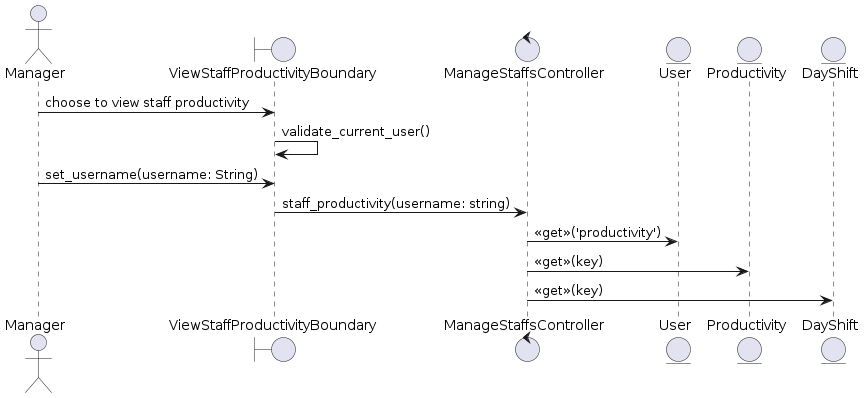 Manager
ViewStaffProductivityBoundary
ManageStaffsController
User
Productivity
DayShift
choose to view staff productivity
validate_current_user()
set_username(username: String)
staff_productivity(username: string)
«get»('productivity')
«get»(key)
«get»(key)
Manager
ViewStaffProductivityBoundary
ManageStaffsController
User
Productivity
DayShift